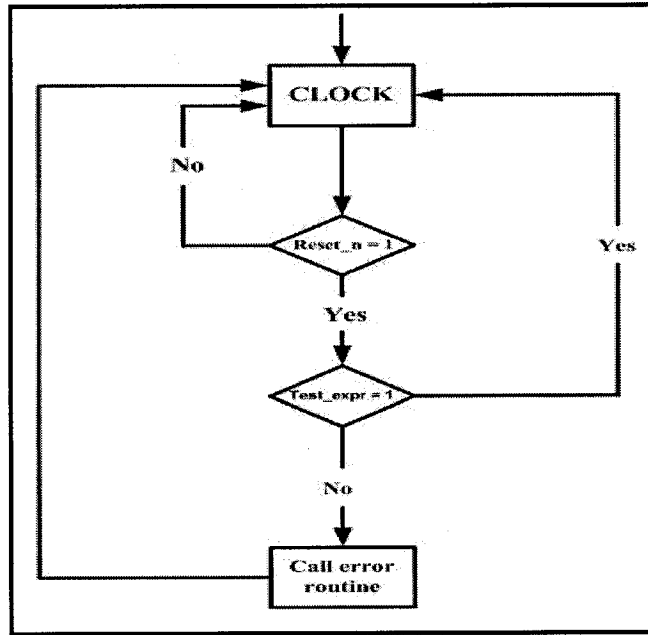 CLOCK
No
Reset_n = 1
Yes
Yes
Test_expr = 1
No
Call error
routine